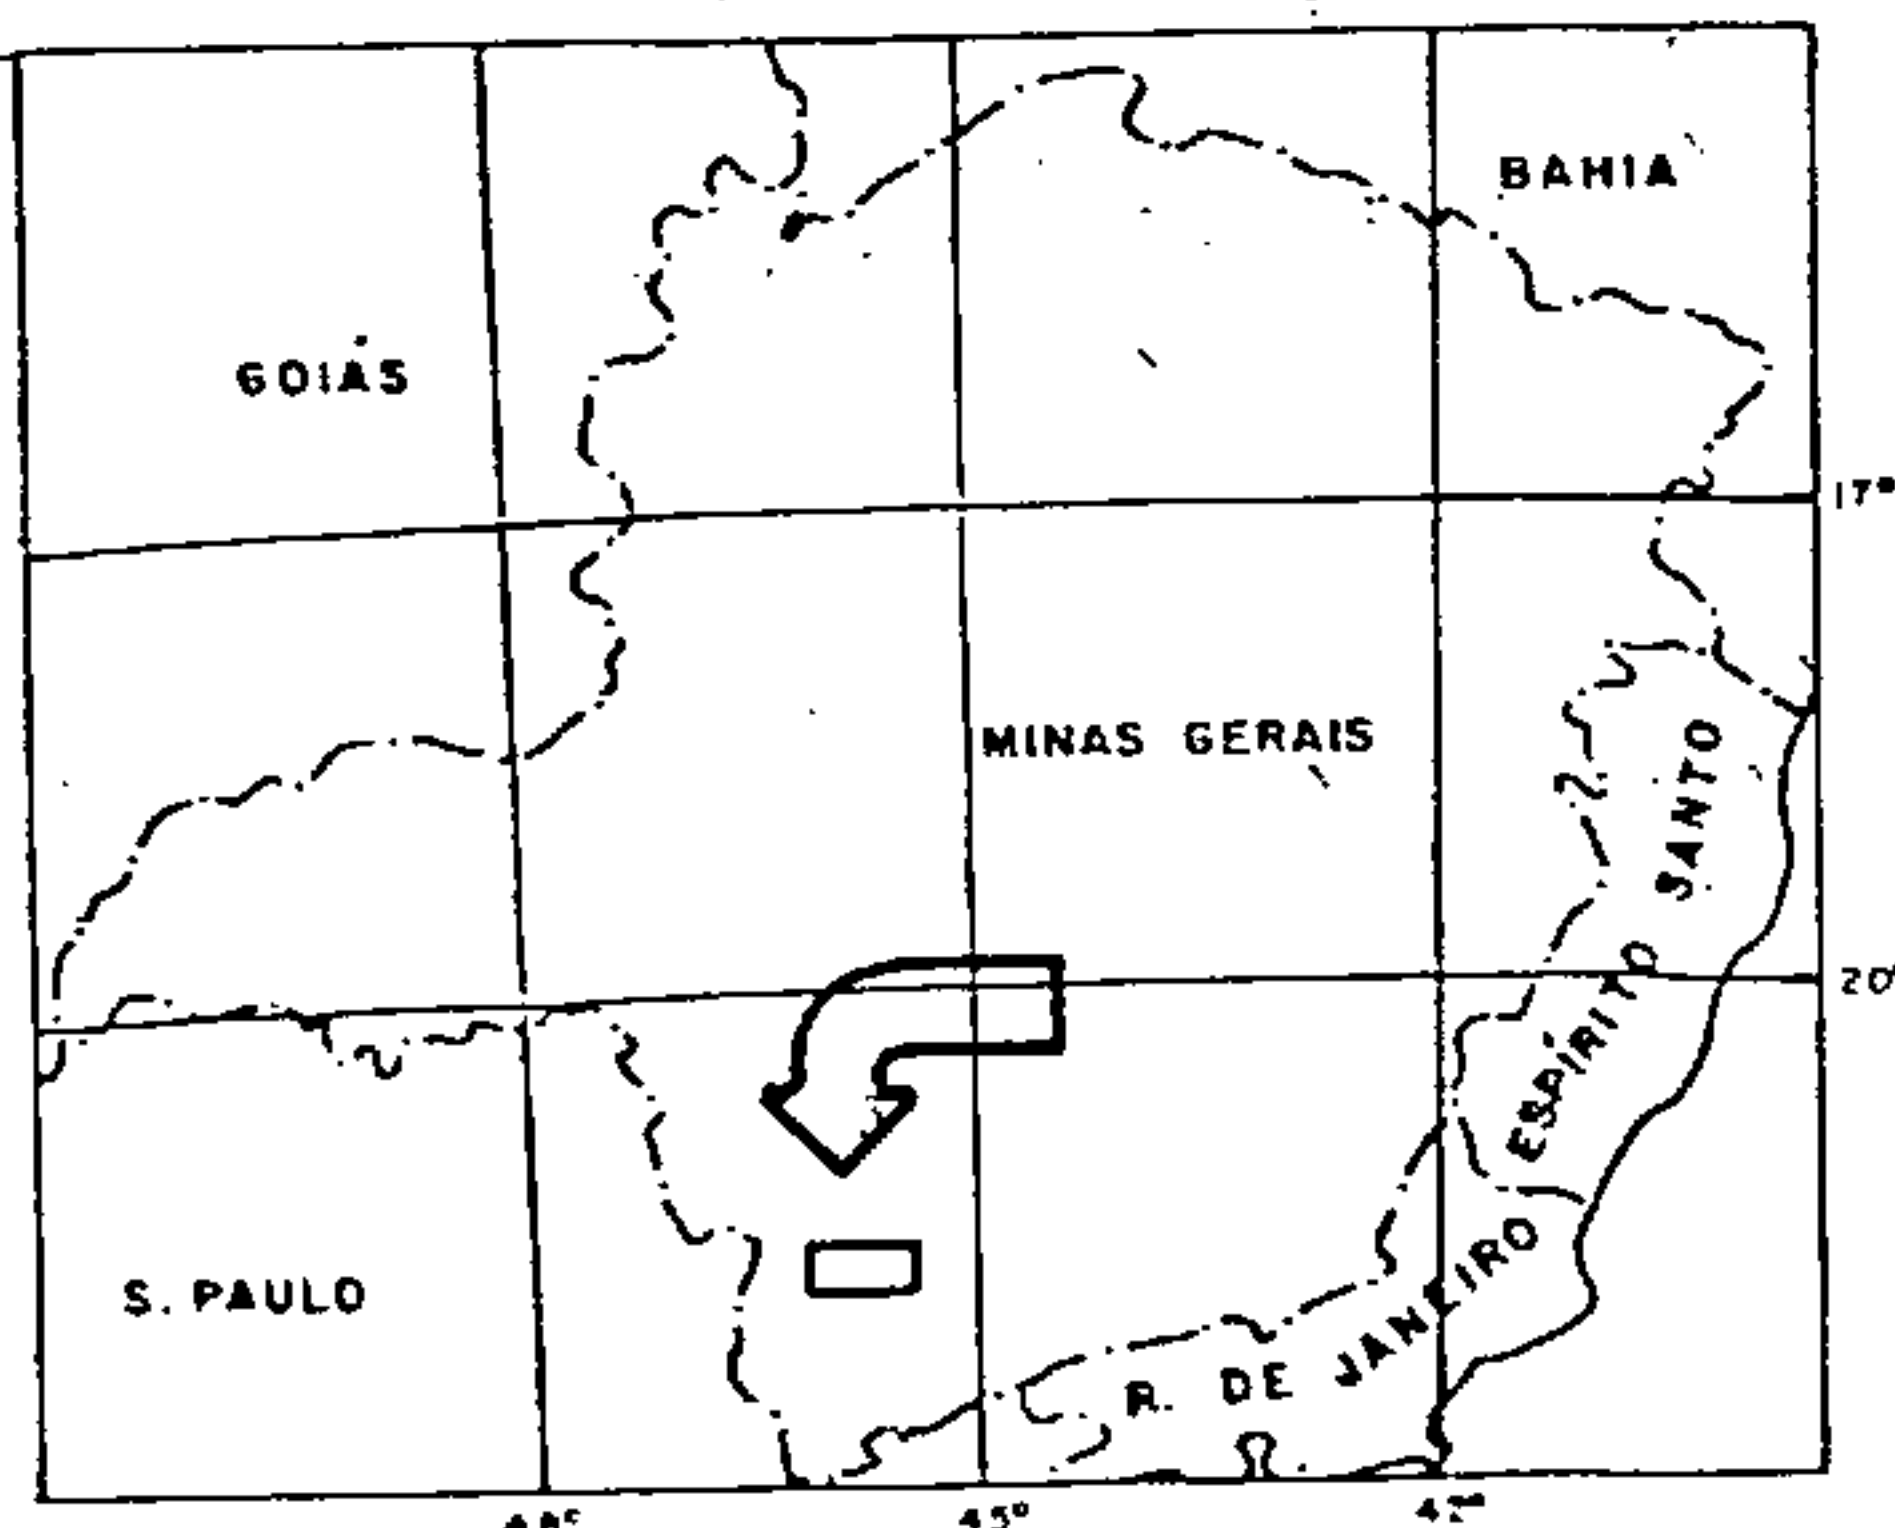 BAHIA
GOIÁS
17°
MINAS GERAIS
ESPÍRITO SANTO
20°
S. PAULO
R. DE JANEIRO
45°